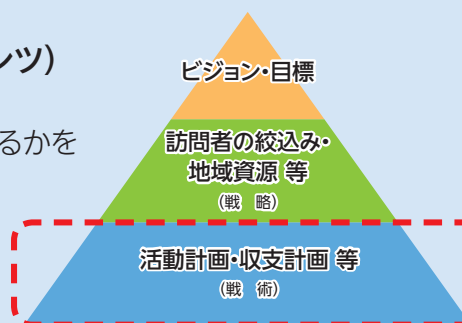 ンツ)
るかを
ビジョン・目標
訪問者の絞込み・
地域資源 等
(戦 略)
活動計画・収支計画 等
(戦 術)